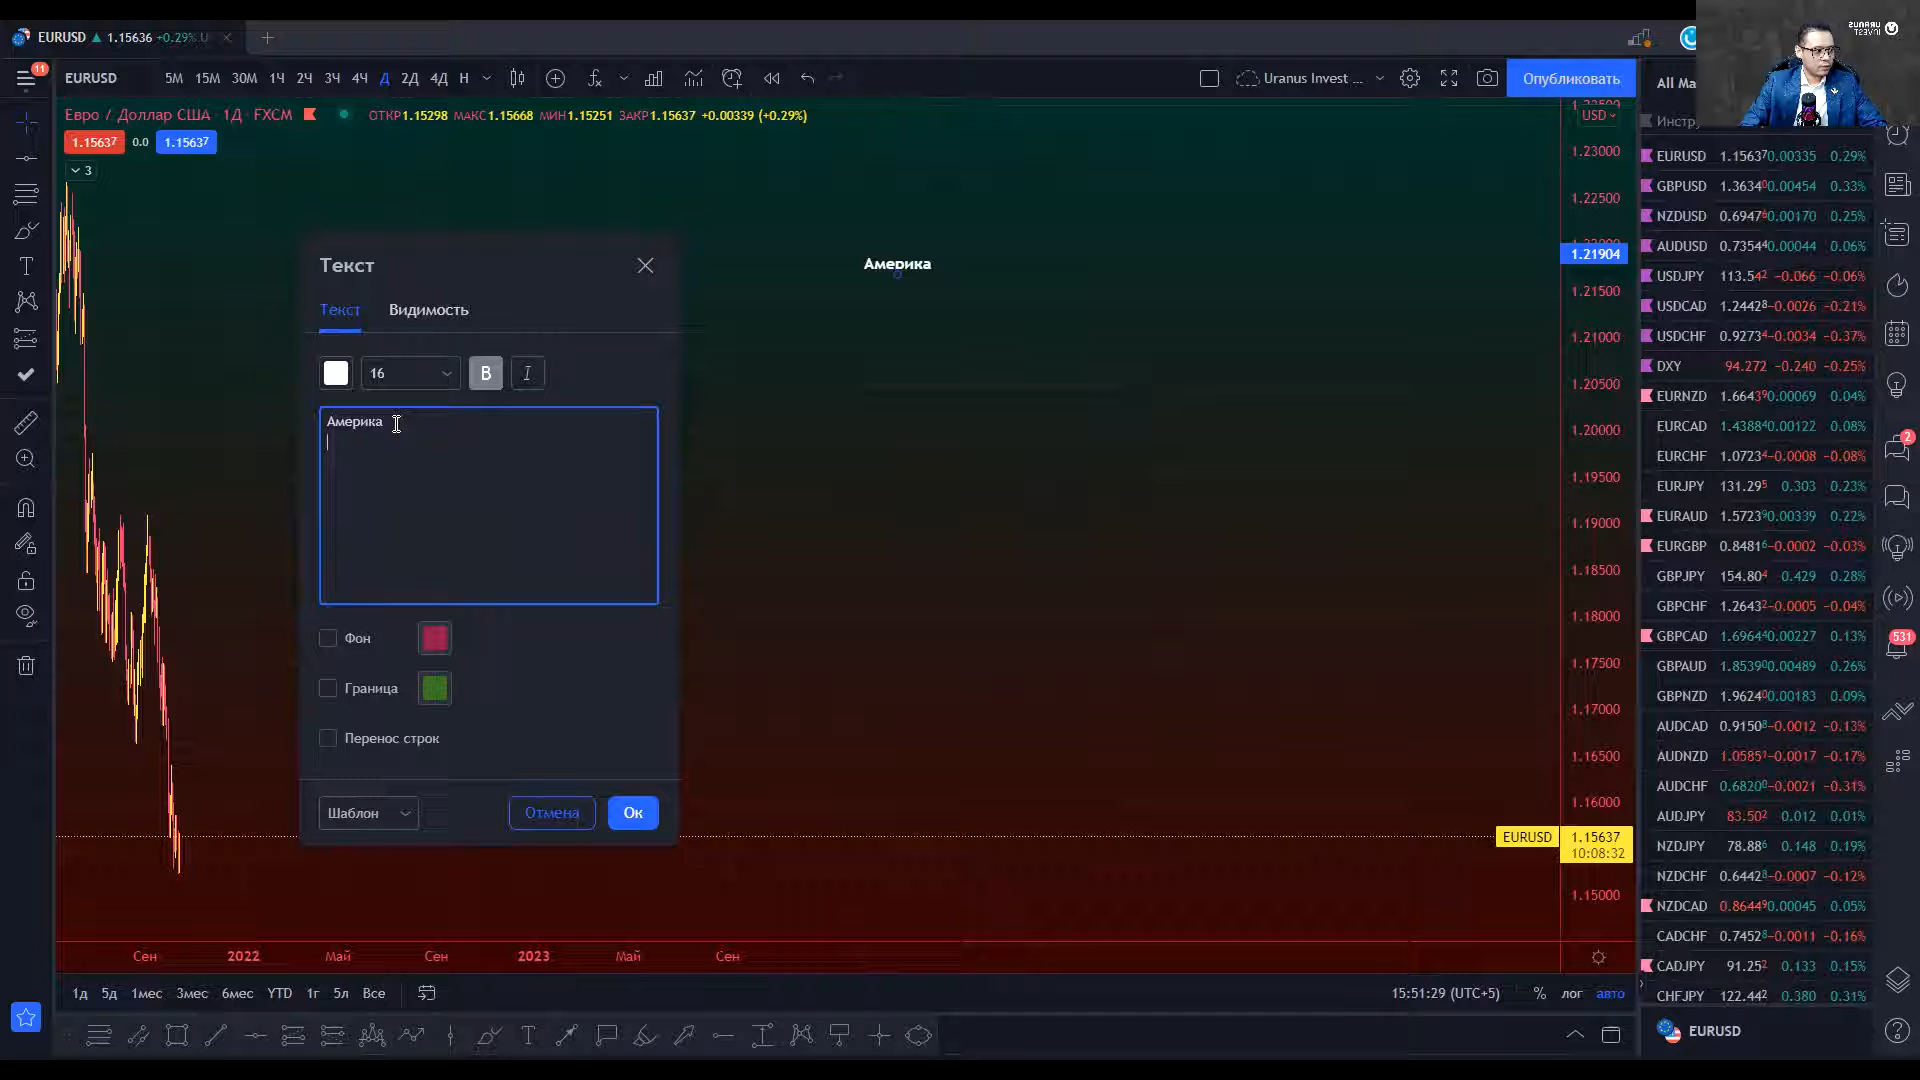 EURUSD ▲ 1.15636 +0.29% U
URANUS
INVEST
11
EURUSD 5М 15М 30М 1Ч 2Ч 3Ч 4Ч Д 2Д 4Д Н
Uranus Invest ...
Опубликовать
All Ma
Евро / Доллар США · 1Д · FXCM
ОТКР1.15298 МАКС1.15668 МИН1.15251 ЗАКР1.15637 +0.00339 (+0.29%)
1.15637 0.0 1.15637
3
USD
Инстр
1.23000
1.22500
1.21904
1.21500
1.21000
1.20500
1.20000
1.19500
1.19000
1.18500
1.18000
1.17500
1.17000
1.16500
1.16000
EURUSD 1.15637
10:08:32
1.15000
Америка
Текст
Текст Видимость
16 B I
Америка
Фон
Граница
Перенос строк
Шаблон Отмена Ок
EURUSD 1.15637 0.00335 0.29%
GBPUSD 1.36340 0.00454 0.33%
NZDUSD 0.69476 0.00170 0.25%
AUDUSD 0.73544 0.00044 0.06%
USDJPY 113.542 −0.066 −0.06%
USDCAD 1.24428 −0.0026 −0.21%
USDCHF 0.92734 −0.0034 −0.37%
DXY 94.272 −0.240 −0.25%
EURNZD 1.66439 0.00069 0.04%
EURCAD 1.43884 0.00122 0.08%
EURCHF 1.07234 −0.0008 −0.08%
EURJPY 131.295 0.303 0.23%
EURAUD 1.57239 0.00339 0.22%
EURGBP 0.84816 −0.0002 −0.03%
GBPJPY 154.804 0.429 0.28%
GBPCHF 1.26432 −0.0005 −0.04%
GBPCAD 1.69644 0.00227 0.13%
GBPAUD 1.85390 0.00489 0.26%
GBPNZD 1.96240 0.00183 0.09%
AUDCAD 0.91508 −0.0012 −0.13%
AUDNZD 1.05851 −0.0017 −0.17%
AUDCHF 0.68200 −0.0021 −0.31%
AUDJPY 83.502 0.012 0.01%
NZDJPY 78.886 0.148 0.19%
NZDCHF 0.64428 −0.0007 −0.12%
NZDCAD 0.86449 0.00045 0.05%
CADCHF 0.74528 −0.0011 −0.16%
CADJPY 91.252 0.133 0.15%
CHFJPY 122.442 0.380 0.31%
2
531
Сен 2022 Май Сен 2023 Май Сен
1д 5д 1мес 3мес 6мес YTD 1г 5л Все
15:51:29 (UTC+5) % лог авто
EURUSD